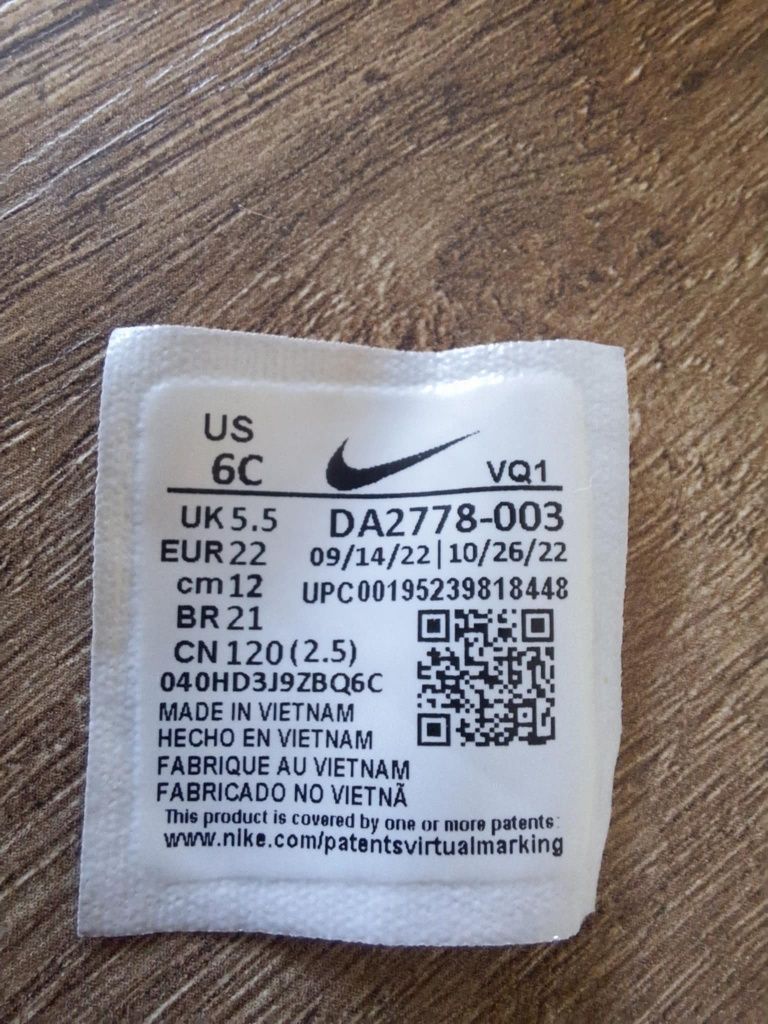 US
6C VQ1
UK 5.5 DA2778-003
EUR 22 09/14/22|10/26/22
cm 12 UPC00195239818448
BR 21
CN 120 (2.5)
040HD3J9ZBQ6C
MADE IN VIETNAM
HECHO EN VIETNAM
FABRIQUE AU VIETNAM
FABRICADO NO VIETNÃ
This product is covered by one or more patents:
www.nike.com/patentsvirtualmarking